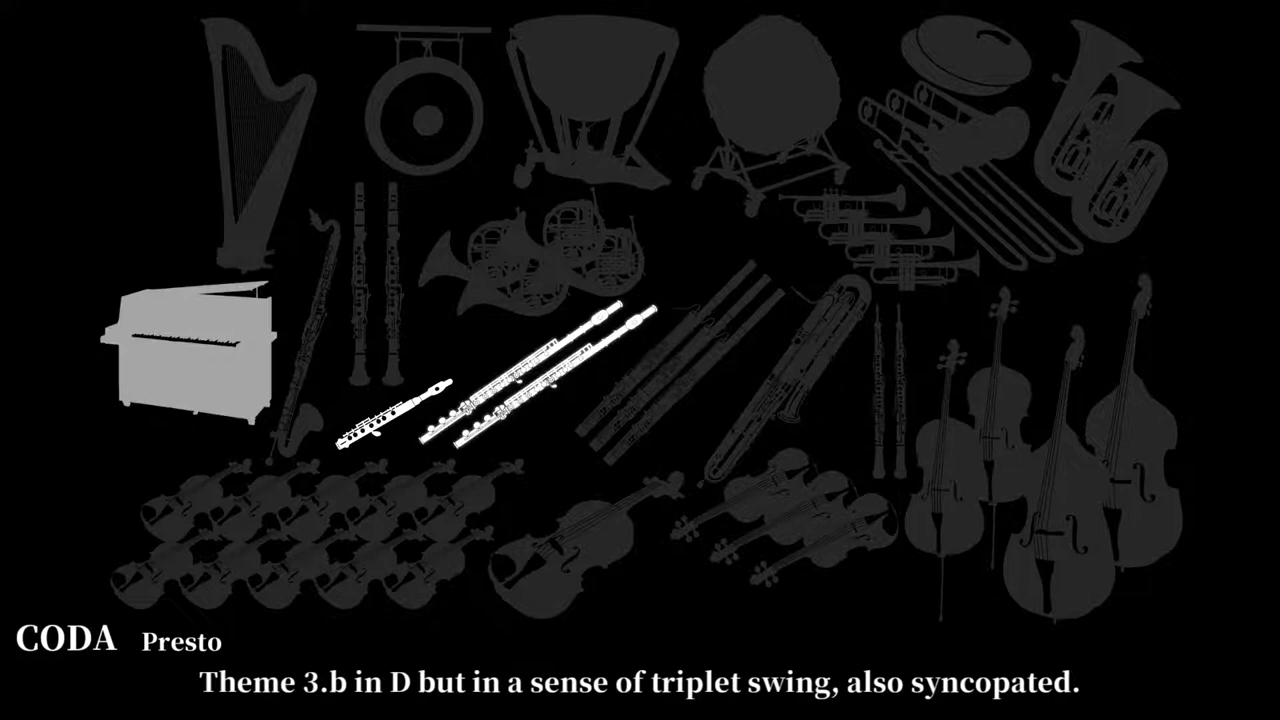 CODA Presto
Theme 3.b in D but in a sense of triplet swing, also syncopated.